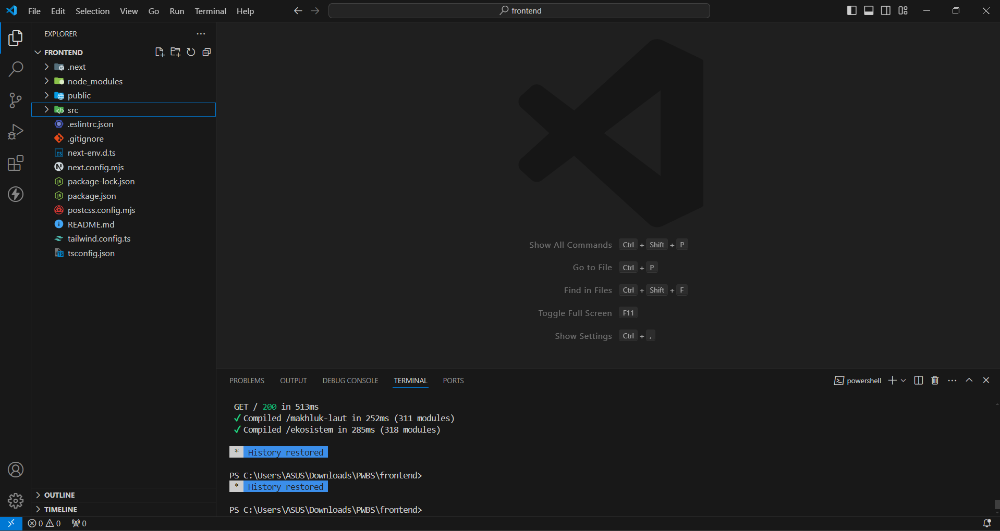 File Edit Selection View Go Run Terminal Help
frontend
EXPLORER
FRONTEND
.next
node_modules
public
src
.eslintrc.json
.gitignore
next-env.d.ts
next.config.mjs
package-lock.json
package.json
postcss.config.mjs
README.md
tailwind.config.ts
tsconfig.json
OUTLINE
TIMELINE
Show All Commands Ctrl + Shift + P
Go to File Ctrl + P
Find in Files Ctrl + Shift + F
Toggle Full Screen F11
Show Settings Ctrl + ,
PROBLEMS OUTPUT DEBUG CONSOLE TERMINAL PORTS
powershell
GET / 200 in 513ms
✓ Compiled /makhluk-laut in 252ms (311 modules)
✓ Compiled /ekosistem in 285ms (318 modules)
* History restored
PS C:\Users\ASUS\Downloads\PWBS\frontend>
* History restored
PS C:\Users\ASUS\Downloads\PWBS\frontend>
0 0 0